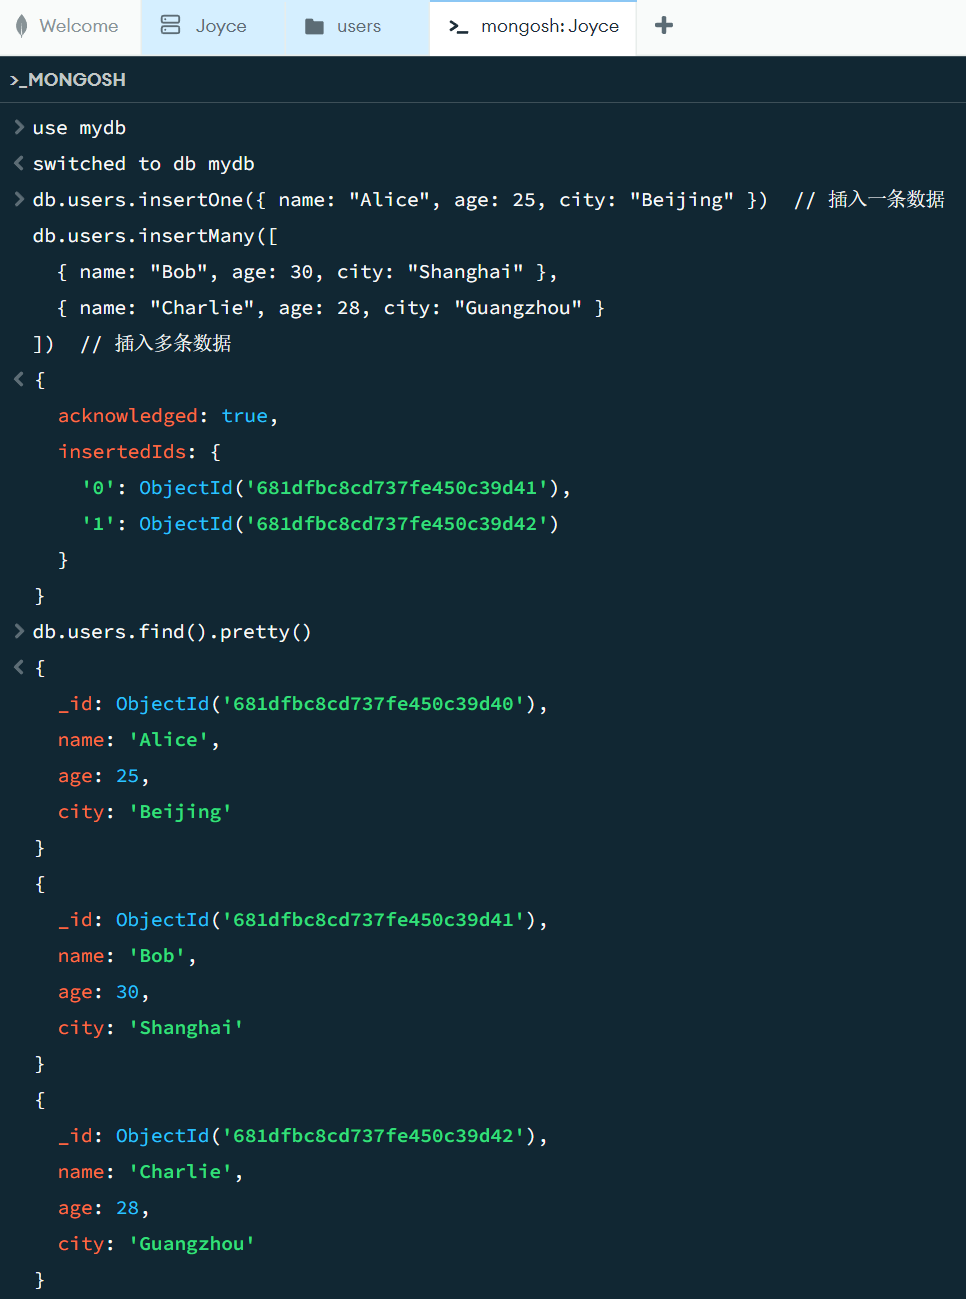 Welcome Joyce users >_ mongosh: Joyce +
>_MONGOSH
> use mydb
< switched to db mydb
> db.users.insertOne({ name: "Alice", age: 25, city: "Beijing" })  // 插入一条数据
db.users.insertMany([
  { name: "Bob", age: 30, city: "Shanghai" },
  { name: "Charlie", age: 28, city: "Guangzhou" }
])  // 插入多条数据
< {
  acknowledged: true,
  insertedIds: {
    '0': ObjectId('681dfbc8cd737fe450c39d41'),
    '1': ObjectId('681dfbc8cd737fe450c39d42')
  }
}
> db.users.find().pretty()
< {
  _id: ObjectId('681dfbc8cd737fe450c39d40'),
  name: 'Alice',
  age: 25,
  city: 'Beijing'
}
{
  _id: ObjectId('681dfbc8cd737fe450c39d41'),
  name: 'Bob',
  age: 30,
  city: 'Shanghai'
}
{
  _id: ObjectId('681dfbc8cd737fe450c39d42'),
  name: 'Charlie',
  age: 28,
  city: 'Guangzhou'
}